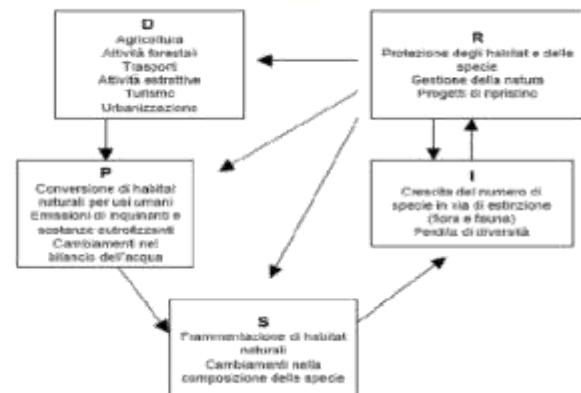 D
Agricoltura
Attività forestali
Trasporti
Attività estrattive
Turismo
Urbanizzazione
R
Protezione degli habitat e delle
specie
Gestione della natura
Progetti di ripristino
P
Conversione di habitat
naturali per usi umani
Emissioni di inquinanti e
sostanze eutrofizzanti
Cambiamenti nel
bilancio dell'acqua
I
Crescita del numero di
specie in via di estinzione
(flora e fauna)
Perdita di diversità
S
Frammentazione di habitat
naturali
Cambiamenti nella
composizione delle specie